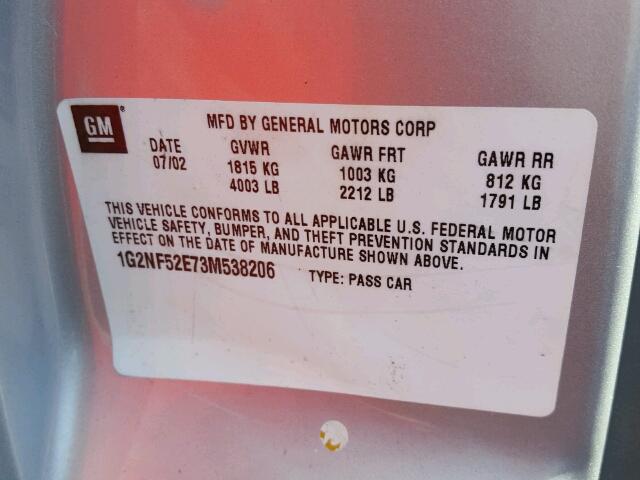 GM®
MFD BY GENERAL MOTORS CORP
DATE GVWR GAWR FRT GAWR RR
07/02 1815 KG 1003 KG 812 KG
4003 LB 2212 LB 1791 LB
THIS VEHICLE CONFORMS TO ALL APPLICABLE U.S. FEDERAL MOTOR
VEHICLE SAFETY, BUMPER, AND THEFT PREVENTION STANDARDS IN
EFFECT ON THE DATE OF MANUFACTURE SHOWN ABOVE.
1G2NF52E73M538206 TYPE: PASS CAR